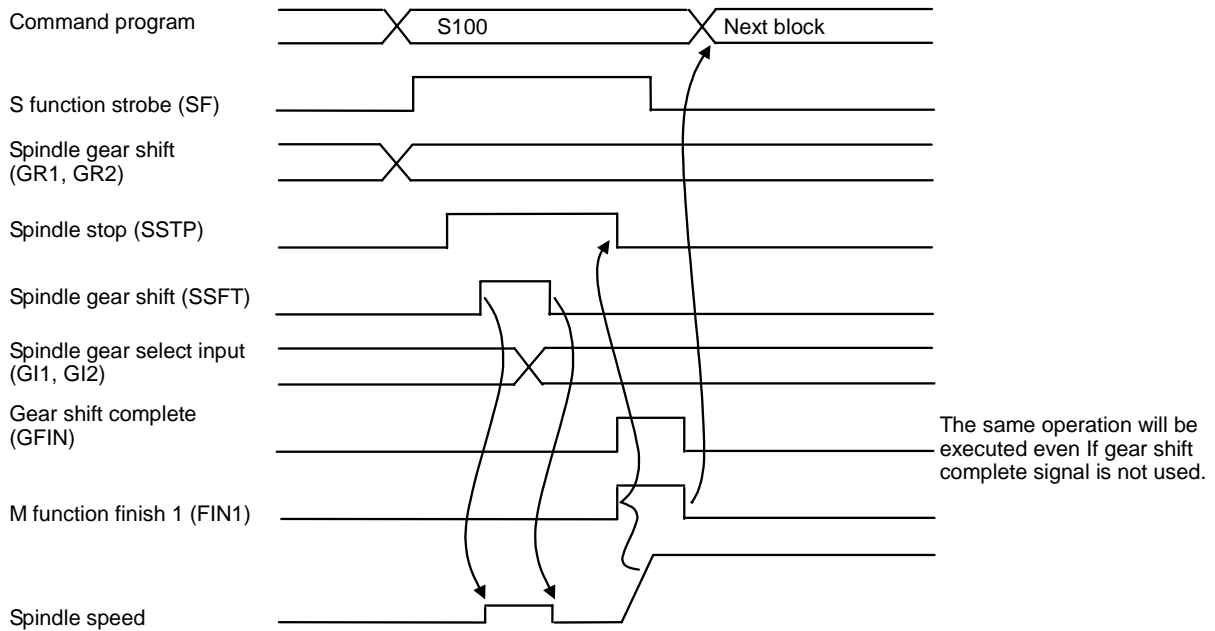 Command program
S100
Next block
S function strobe (SF)
Spindle gear shift
(GR1, GR2)
Spindle stop (SSTP)
Spindle gear shift (SSFT)
Spindle gear select input
(GI1, GI2)
Gear shift complete
(GFIN)
The same operation will be
executed even If gear shift
complete signal is not used.
M function finish 1 (FIN1)
Spindle speed